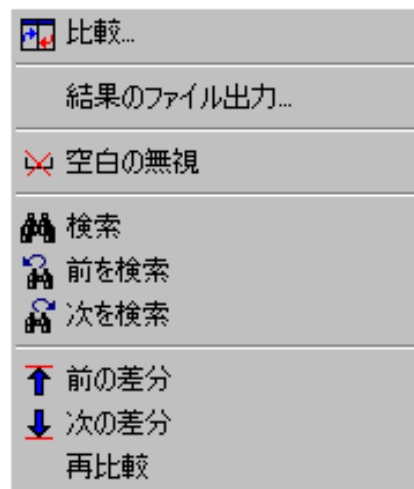 比較...
結果のファイル出力...
空白の無視
検索
前を検索
次を検索
前の差分
次の差分
再比較